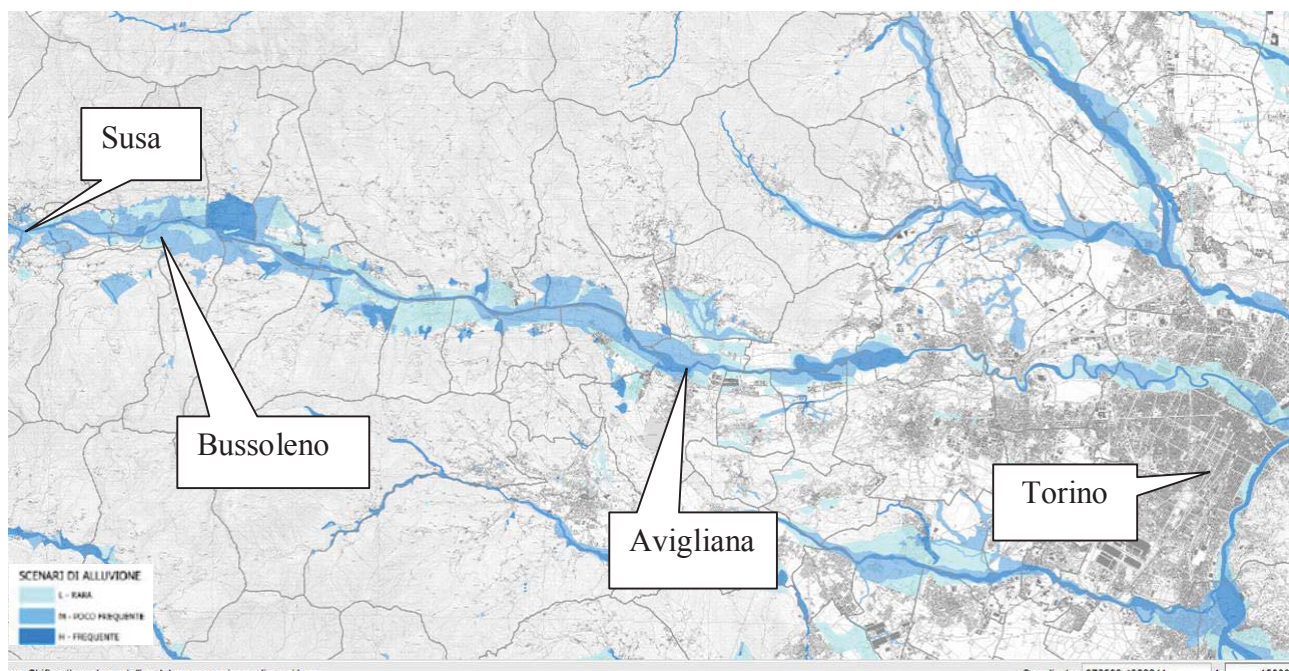 Susa
Bussoleno
Avigliana
Torino
SCENARI DI ALLUVIONE
L - RARA
M - POCO FREQUENTE
H - FREQUENTE